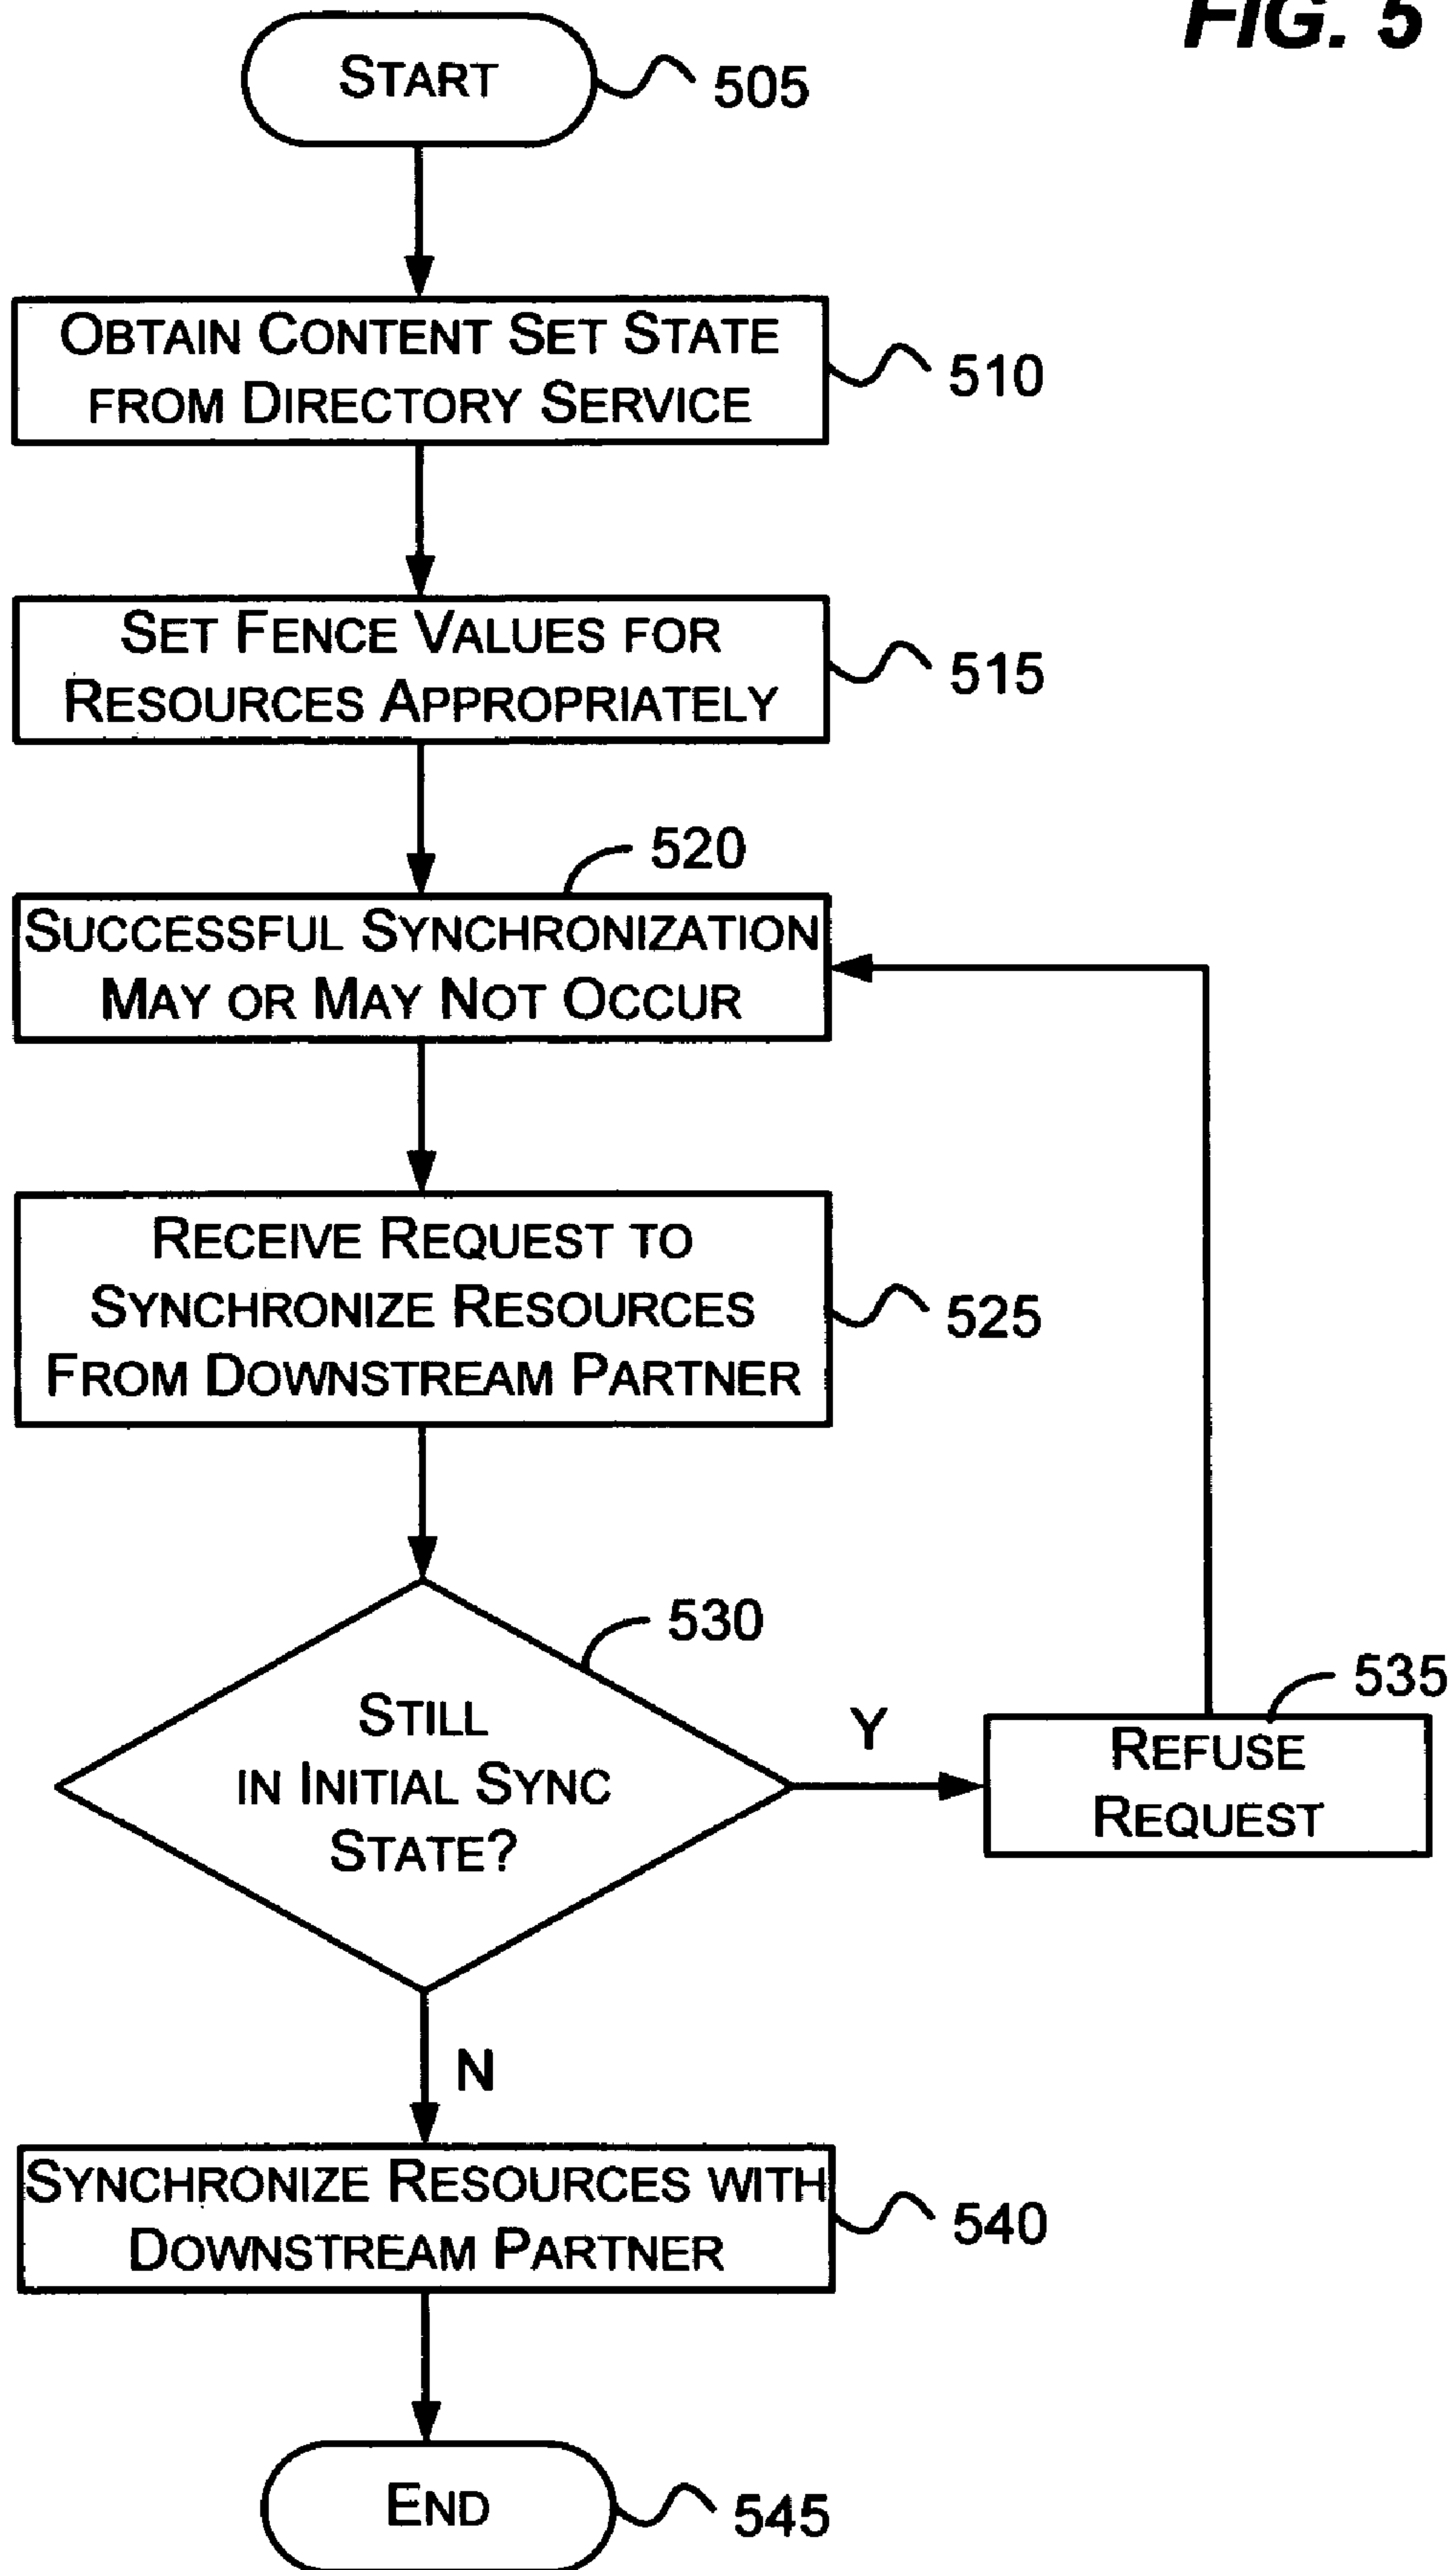 FIG. 5
START
505
OBTAIN CONTENT SET STATE
FROM DIRECTORY SERVICE
510
SET FENCE VALUES FOR
RESOURCES APPROPRIATELY
515
520
SUCCESSFUL SYNCHRONIZATION
MAY OR MAY NOT OCCUR
RECEIVE REQUEST TO
SYNCHRONIZE RESOURCES
FROM DOWNSTREAM PARTNER
525
530
STILL
IN INITIAL SYNC
STATE?
Y
535
REFUSE
REQUEST
N
SYNCHRONIZE RESOURCES WITH
DOWNSTREAM PARTNER
540
END
545